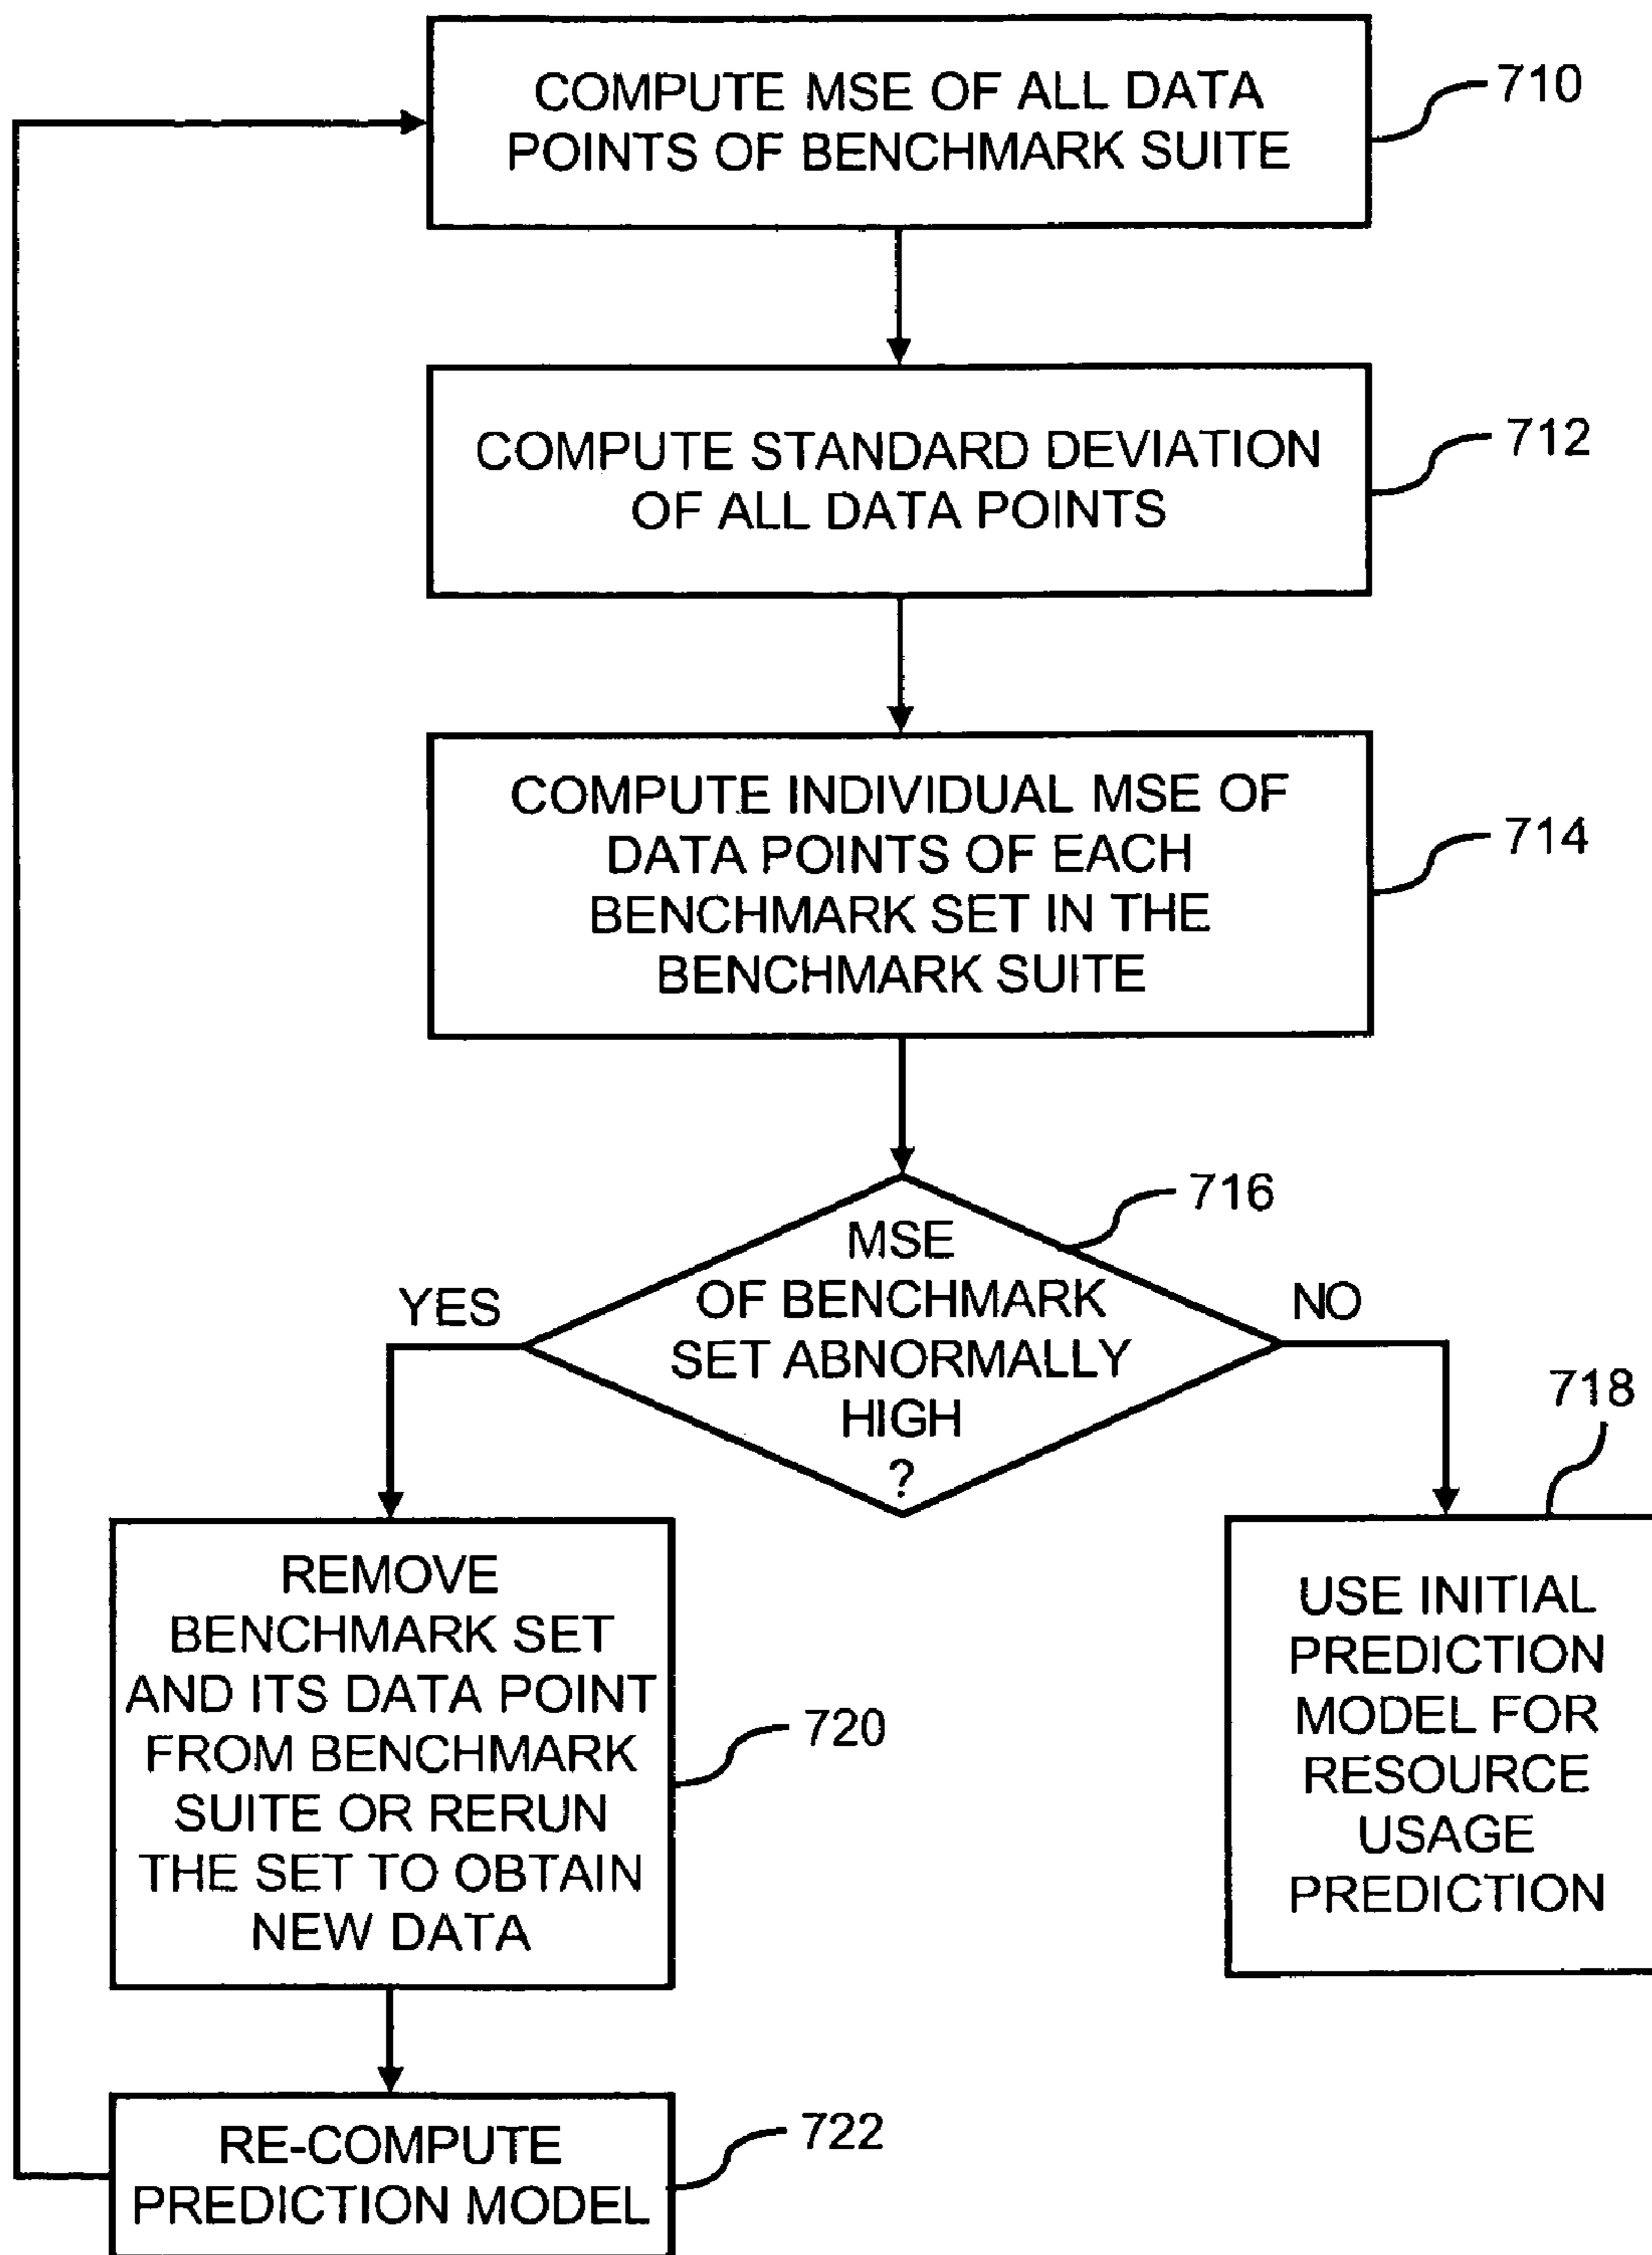 COMPUTE MSE OF ALL DATA
POINTS OF BENCHMARK SUITE
710
COMPUTE STANDARD DEVIATION
OF ALL DATA POINTS
712
COMPUTE INDIVIDUAL MSE OF
DATA POINTS OF EACH
BENCHMARK SET IN THE
BENCHMARK SUITE
714
716
MSE
OF BENCHMARK
SET ABNORMALLY
HIGH
?
YES
NO
718
REMOVE
BENCHMARK SET
AND ITS DATA POINT
FROM BENCHMARK
SUITE OR RERUN
THE SET TO OBTAIN
NEW DATA
720
USE INITIAL
PREDICTION
MODEL FOR
RESOURCE
USAGE
PREDICTION
RE-COMPUTE
PREDICTION MODEL
722